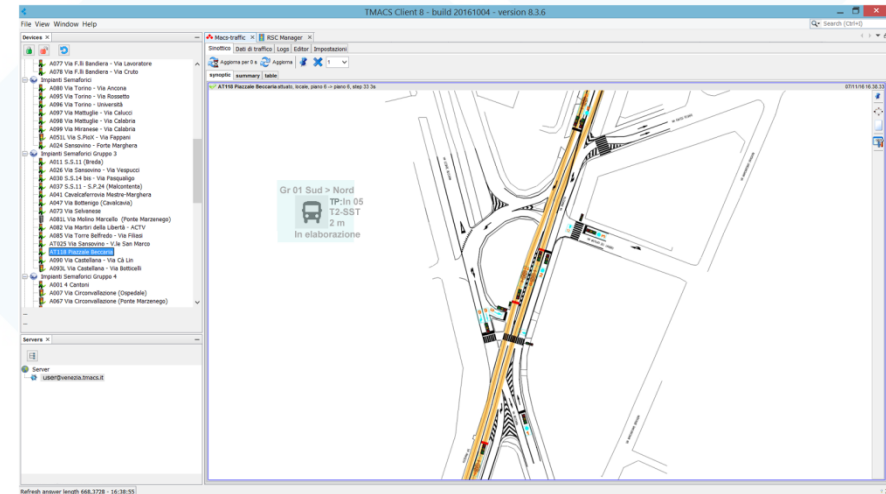 TMACS Client 8 - build 20161004 - version 8.3.6
File View Window Help
Search (Ctrl+I)
Devices
Macs-traffic
RSC Manager
Sinottico Dati di traffico Logs Editor Impostazioni
Aggiorna per 0 s Aggiorna 1
synoptic summary table
AT118 Piazzale Beccaria attuato, locale, piano 6 -> piano 6, step 33 3s
07/11/16 16.38.33
A077 Via F.lli Bandiera - Via Lavoratore
A078 Via F.lli Bandiera - Via Cruto
Impianti Semaforici
A080 Via Torino - Via Ancona
A095 Via Torino - Via Rossetto
A096 Via Torino - Università
A097 Via Mattuglie - Via Calucci
A098 Via Mattuglie - Via Calabria
A099 Via Miranese - Via Calabria
A051L Via S.PioX - Via Fappani
A024 Sansovino - Forte Marghera
Impianti Semaforici Gruppo 3
A011 S.S.11 (Breda)
A026 Via Sansovino - Via Vespucci
A030 S.S.14 bis - Via Pasqualigo
A037 S.S.11 - S.P.24 (Malcontenta)
A041 Cavalcaferrovia Mestre-Marghera
A047 Via Bottenigo (Cavalcavia)
A073 Via Selvanese
A081L Via Molino Marcello (Ponte Marzenego)
A082 Via Martiri della Libertà - ACTV
A085 Via Torre Belfredo - Via Filiasi
AT025 Via Sansovino - V.le San Marco
AT118 Piazzale Beccaria
A090 Via Castellana - Via Cà Lin
A093L Via Castellana - Via Botticelli
Impianti Semaforici Gruppo 4
A001 4 Cantoni
A007 Via Circonvallazione (Ospedale)
A067 Via Circonvallazione (Ponte Marzenego)
Gr 01 Sud > Nord
TP:In 05
T2-SST
2 m
In elaborazione
Servers
Server
user@venezia.tmacs.it
Refresh answer length 668.3728 - 16:38:55